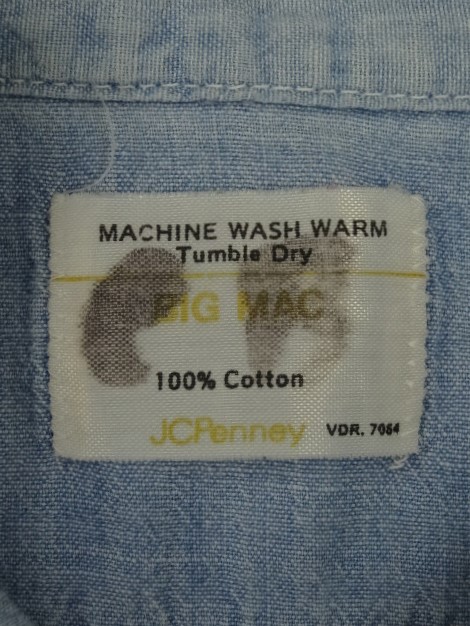 MACHINE WASH WARM
Tumble Dry
BIG MAC
100% Cotton
JCPenney VDR. 7064